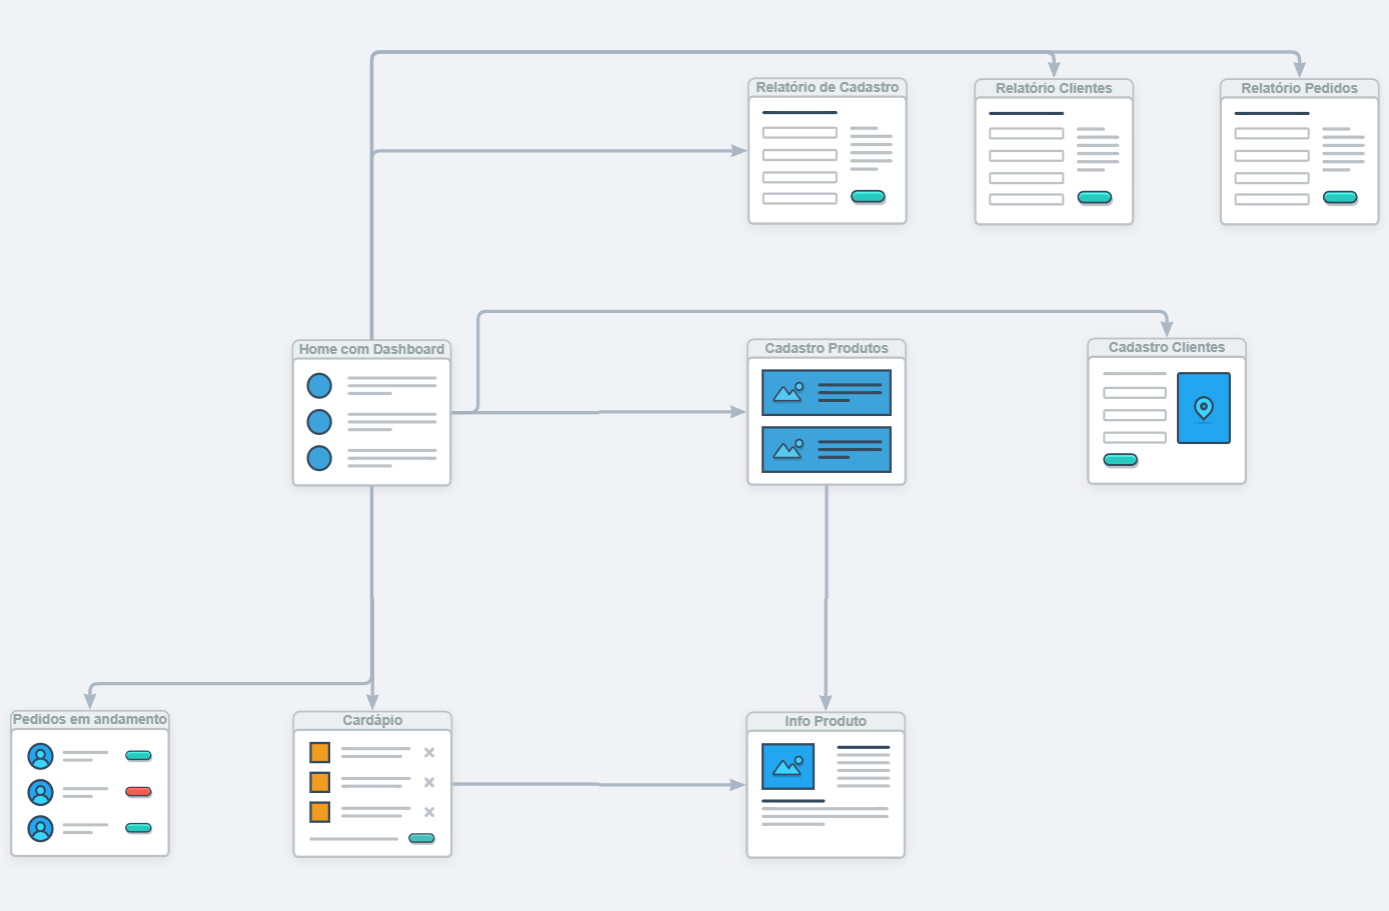 Relatório de Cadastro
Relatório Clientes
Relatório Pedidos
Home com Dashboard
Cadastro Produtos
Cadastro Clientes
Pedidos em andamento
Cardápio
Info Produto